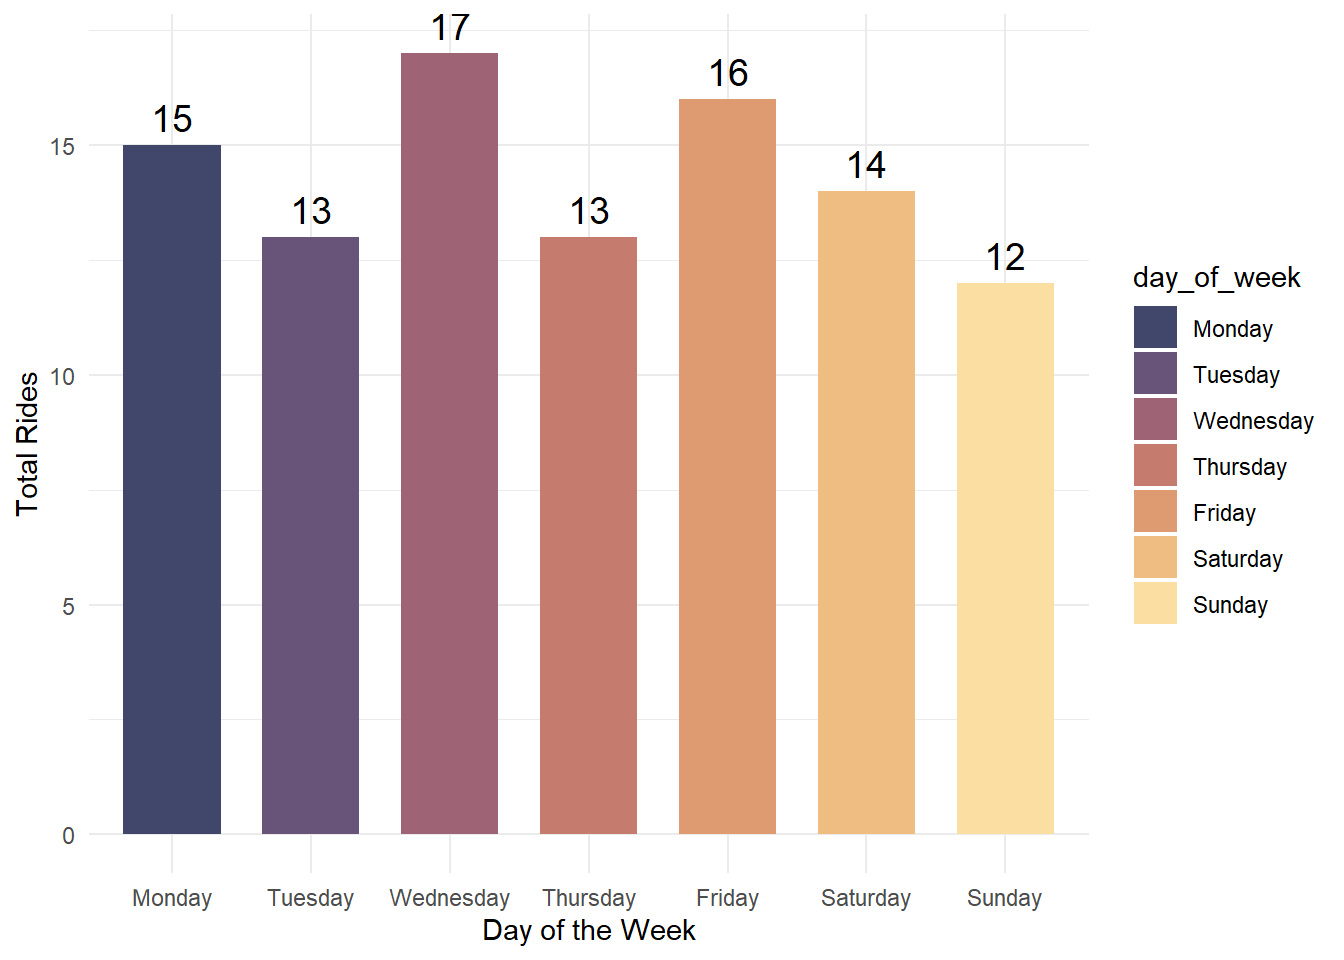 17
16
15
14
13
13
12
15
10
5
0
Total Rides
Monday Tuesday Wednesday Thursday Friday Saturday Sunday
Day of the Week
day_of_week
Monday
Tuesday
Wednesday
Thursday
Friday
Saturday
Sunday